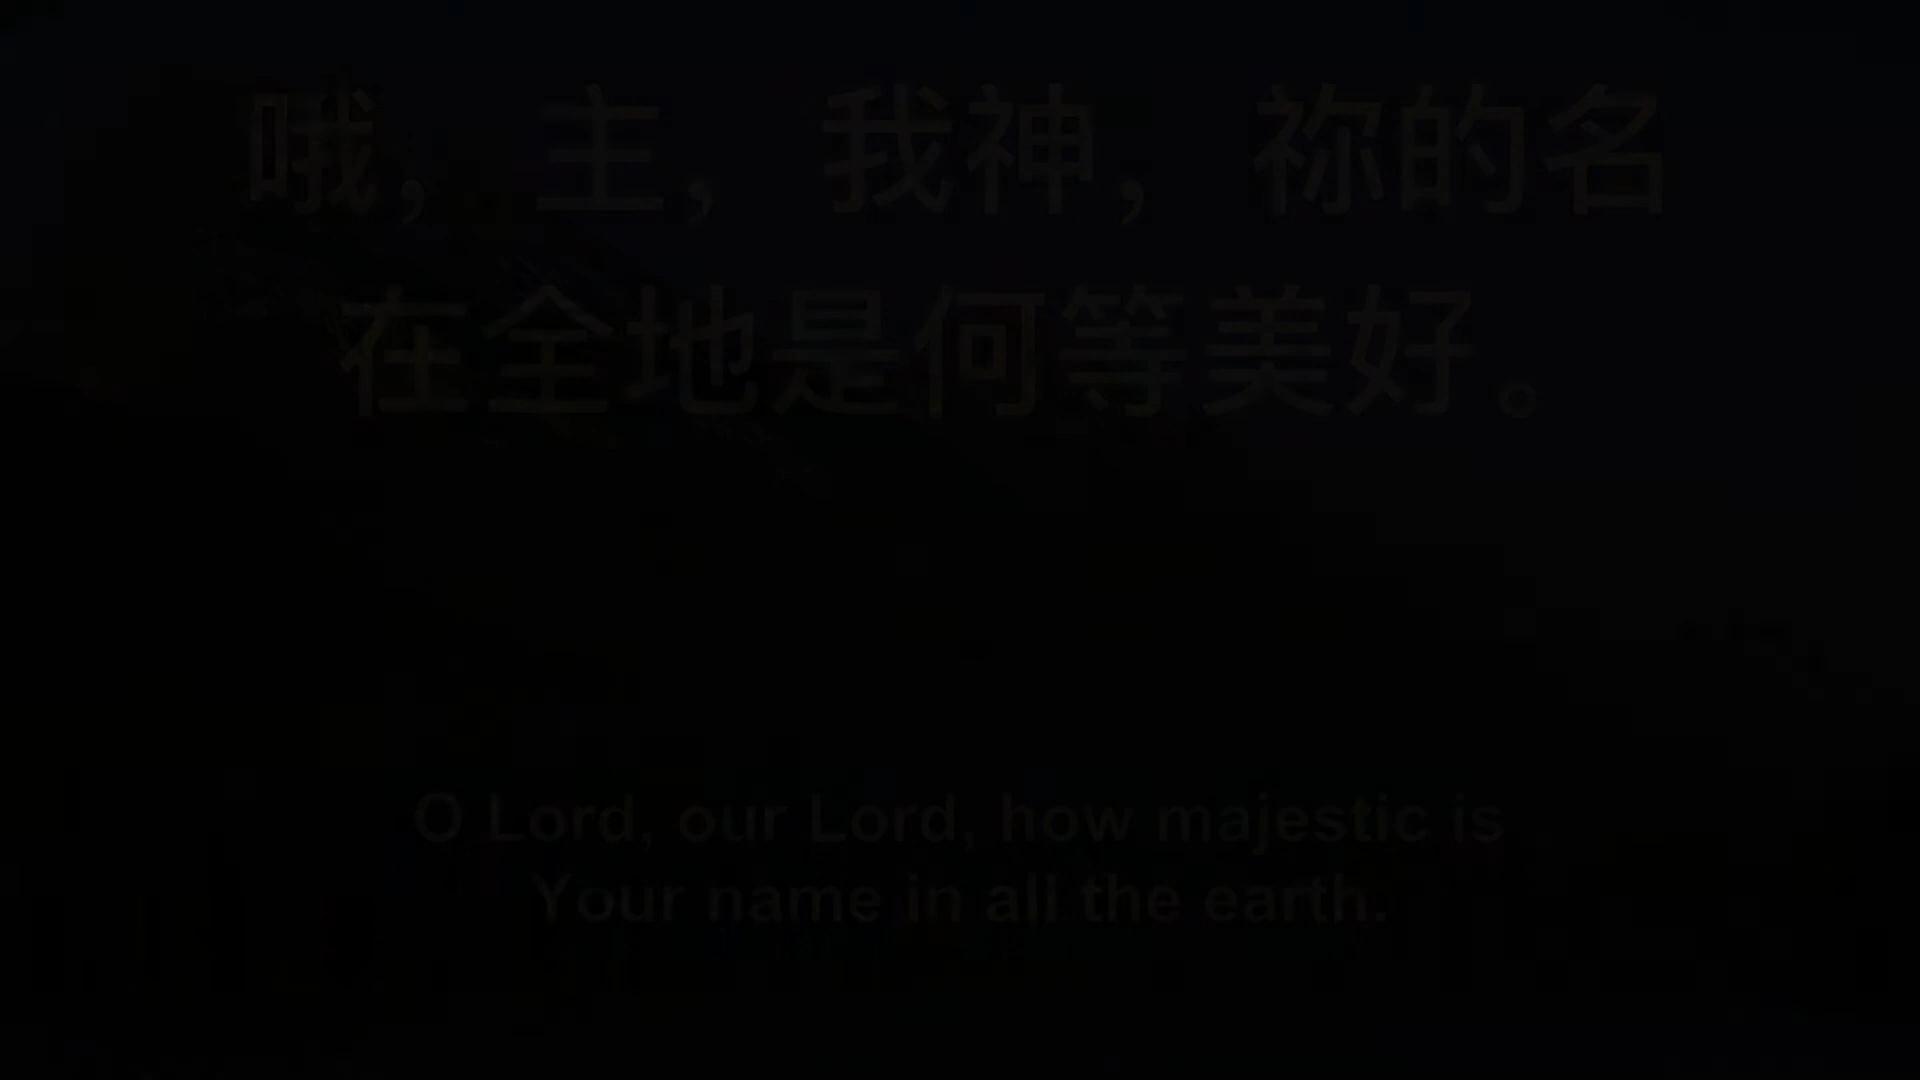 哦， 主， 我神， 祢的名
在全地是何等美好。
O Lord, our Lord, how majestic is
Your name in all the earth.